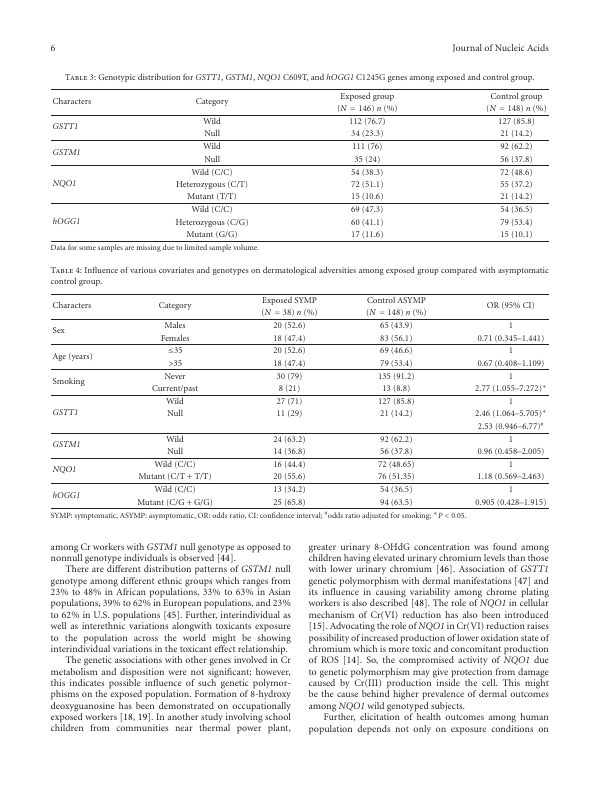 6
Journal of Nucleic Acids
Table 3: Genotypic distribution for GSTT1, GSTM1, NQO1 C609T, and hOGG1 C1245G genes among exposed and control group.
Characters Category Exposed group (N = 146) n (%) Control group (N = 148) n (%)
GSTT1 Wild 112 (76.7) 127 (85.8)
Null 34 (23.3) 21 (14.2)
GSTM1 Wild 111 (76) 92 (62.2)
Null 35 (24) 56 (37.8)
NQO1 Wild (C/C) 54 (38.3) 72 (48.6)
Heterozygous (C/T) 72 (51.1) 55 (37.2)
Mutant (T/T) 15 (10.6) 21 (14.2)
hOGG1 Wild (C/C) 69 (47.3) 54 (36.5)
Heterozygous (C/G) 60 (41.1) 79 (53.4)
Mutant (G/G) 17 (11.6) 15 (10.1)
Data for some samples are missing due to limited sample volume.
Table 4: Influence of various covariates and genotypes on dermatological adversities among exposed group compared with asymptomatic
control group.
Characters Category Exposed SYMP (N = 38) n (%) Control ASYMP (N = 148) n (%) OR (95% CI)
Sex Males 20 (52.6) 65 (43.9) 1
Females 18 (47.4) 83 (56.1) 0.71 (0.345–1.441)
Age (years) ≤35 20 (52.6) 69 (46.6) 1
>35 18 (47.4) 79 (53.4) 0.67 (0.408–1.109)
Smoking Never 30 (79) 135 (91.2) 1
Current/past 8 (21) 13 (8.8) 2.77 (1.055–7.272)*
GSTT1 Wild 27 (71) 127 (85.8) 1
Null 11 (29) 21 (14.2) 2.46 (1.064–5.705)*
2.53 (0.946–6.77)#
GSTM1 Wild 24 (63.2) 92 (62.2) 1
Null 14 (36.8) 56 (37.8) 0.96 (0.458–2.005)
NQO1 Wild (C/C) 16 (44.4) 72 (48.65) 1
Mutant (C/T + T/T) 20 (55.6) 76 (51.35) 1.18 (0.569–2.463)
hOGG1 Wild (C/C) 13 (34.2) 54 (36.5) 1
Mutant (C/G + G/G) 25 (65.8) 94 (63.5) 0.905 (0.428–1.915)
SYMP: symptomatic, ASYMP: asymptomatic, OR: odds ratio, CI: confidence interval; #odds ratio adjusted for smoking; *P < 0.05.
among Cr workers with GSTM1 null genotype as opposed to
nonnull genotype individuals is observed [44].
There are different distribution patterns of GSTM1 null
genotype among different ethnic groups which ranges from
23% to 48% in African populations, 33% to 63% in Asian
populations, 39% to 62% in European populations, and 23%
to 62% in U.S. populations [45]. Further, interindividual as
well as interethnic variations alongwith toxicants exposure
to the population across the world might be showing
interindividual variations in the toxicant effect relationship.
The genetic associations with other genes involved in Cr
metabolism and disposition were not significant; however,
this indicates possible influence of such genetic polymor-
phisms on the exposed population. Formation of 8-hydroxy
deoxyguanosine has been demonstrated on occupationally
exposed workers [18, 19]. In another study involving school
children from communities near thermal power plant,
greater urinary 8-OHdG concentration was found among
children having elevated urinary chromium levels than those
with lower urinary chromium [46]. Association of GSTT1
genetic polymorphism with dermal manifestations [47] and
its influence in causing variability among chrome plating
workers is also described [48]. The role of NQO1 in cellular
mechanism of Cr(VI) reduction has also been introduced
[15]. Advocating the role of NQO1 in Cr(VI) reduction raises
possibility of increased production of lower oxidation state of
chromium which is more toxic and concomitant production
of ROS [14]. So, the compromised activity of NQO1 due
to genetic polymorphism may give protection from damage
caused by Cr(III) production inside the cell. This might
be the cause behind higher prevalence of dermal outcomes
among NQO1 wild genotyped subjects.
Further, elicitation of health outcomes among human
population depends not only on exposure conditions on